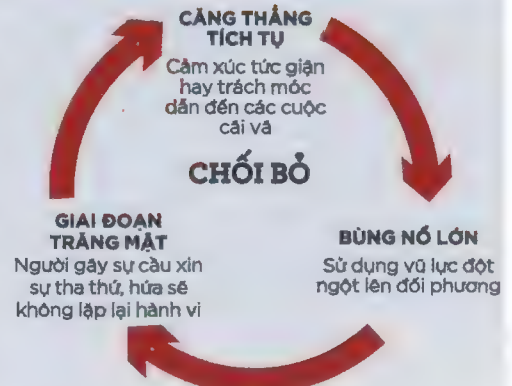 CĂNG THẲNG
TÍCH TỤ
Cảm xúc tức giận
hay trách móc
dẫn đến các cuộc
cãi vã
CHỐI BỎ
BÙNG NỔ LỚN
Sử dụng vũ lực đột
ngột lên đối phương
GIAI ĐOẠN
TRĂNG MẬT
Người gây sự cầu xin
sự tha thứ, hứa sẽ
không lặp lại hành vi